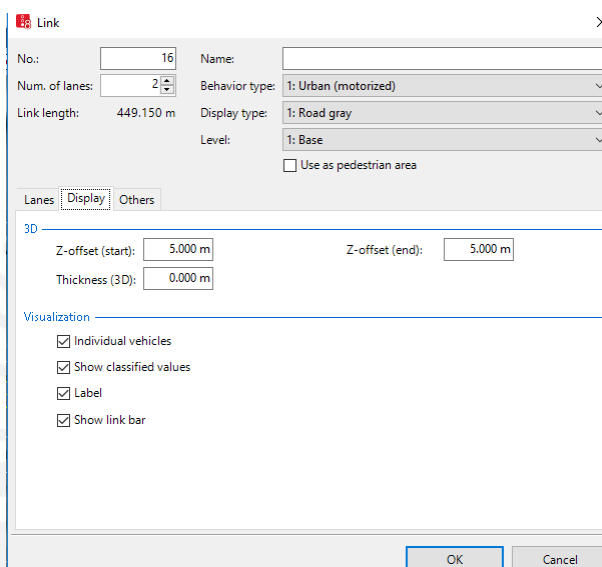 Link
No.: 16 Name:
Num. of lanes: 2 Behavior type: 1: Urban (motorized)
Link length: 449.150 m Display type: 1: Road gray
Level: 1: Base
Use as pedestrian area
Lanes Display Others
3D
Z-offset (start): 5.000 m Z-offset (end): 5.000 m
Thickness (3D): 0.000 m
Visualization
Individual vehicles
Show classified values
Label
Show link bar
OK Cancel